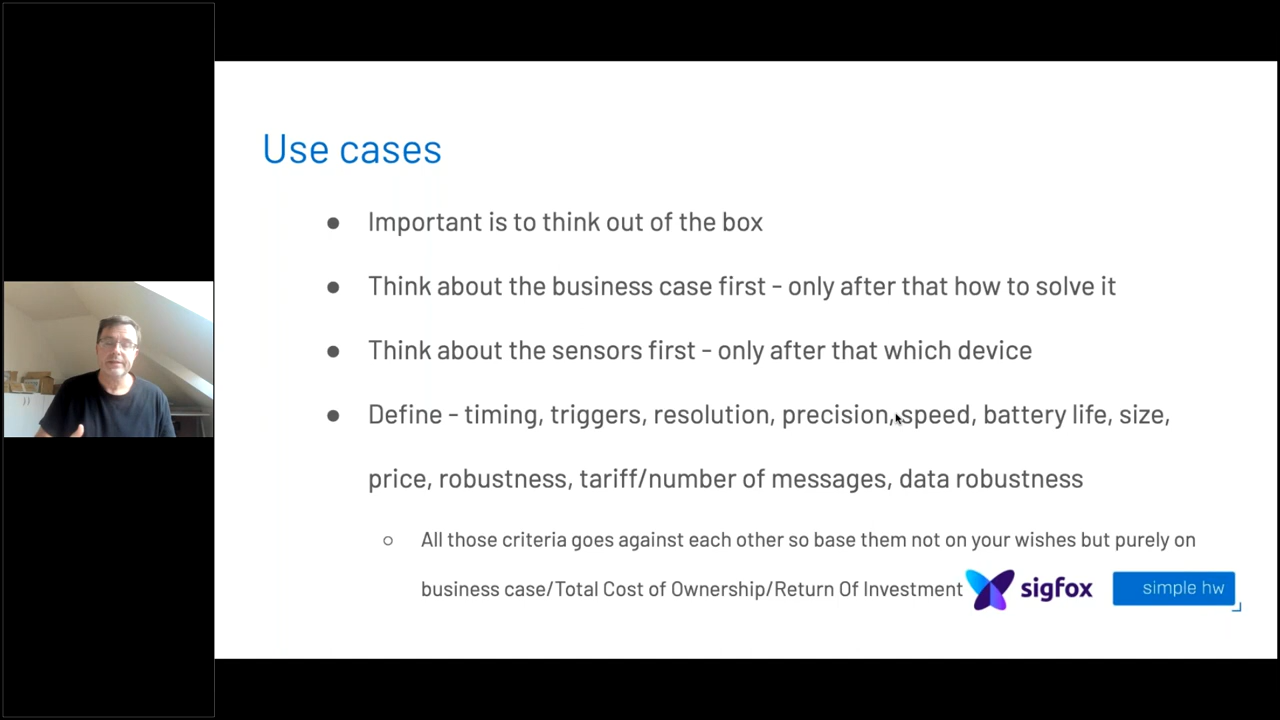 Use cases
● Important is to think out of the box
● Think about the business case first - only after that how to solve it
● Think about the sensors first - only after that which device
● Define - timing, triggers, resolution, precision, speed, battery life, size,
price, robustness, tariff/number of messages, data robustness
○ All those criteria goes against each other so base them not on your wishes but purely on
business case/Total Cost of Ownership/Return Of Investment
sigfox
simple hw